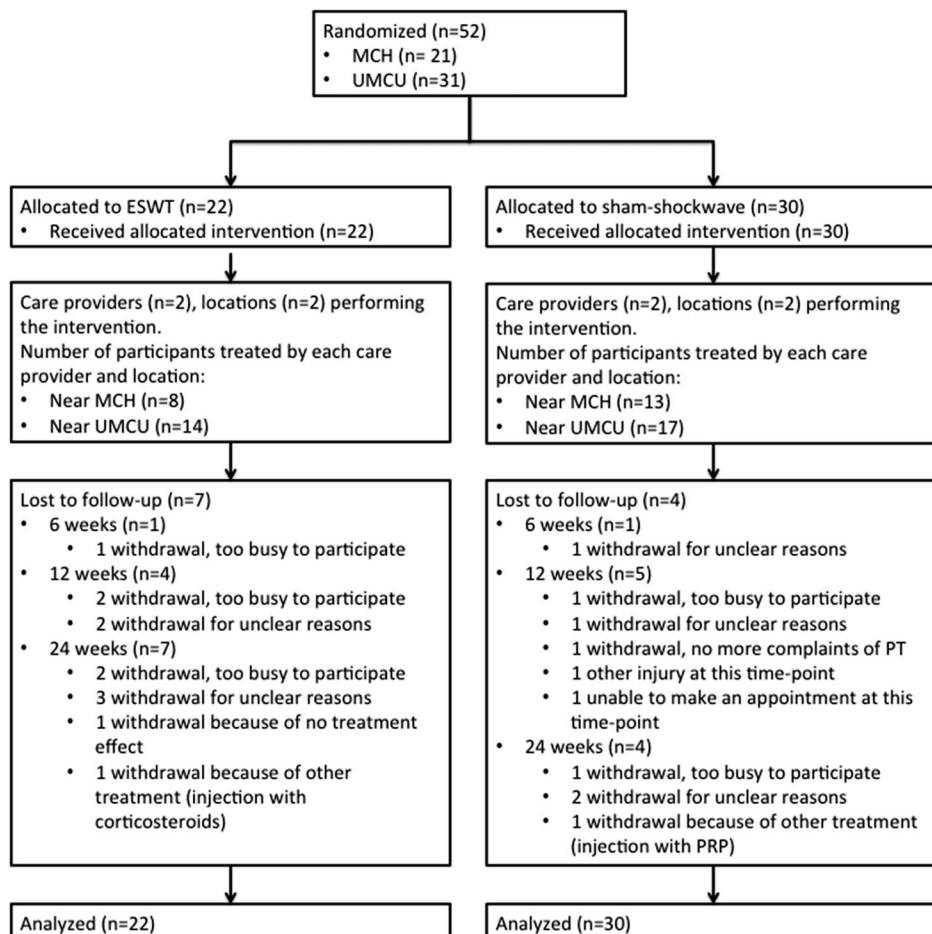 Randomized (n=52)
• MCH (n= 21)
• UMCU (n=31)
Allocated to ESWT (n=22)
• Received allocated intervention (n=22)
Allocated to sham-shockwave (n=30)
• Received allocated intervention (n=30)
Care providers (n=2), locations (n=2) performing
the intervention.
Number of participants treated by each care
provider and location:
• Near MCH (n=8)
• Near UMCU (n=14)
Care providers (n=2), locations (n=2) performing
the intervention.
Number of participants treated by each care
provider and location:
• Near MCH (n=13)
• Near UMCU (n=17)
Lost to follow-up (n=7)
• 6 weeks (n=1)
• 1 withdrawal, too busy to participate
• 12 weeks (n=4)
• 2 withdrawal, too busy to participate
• 2 withdrawal for unclear reasons
• 24 weeks (n=7)
• 2 withdrawal, too busy to participate
• 3 withdrawal for unclear reasons
• 1 withdrawal because of no treatment
effect
• 1 withdrawal because of other
treatment (injection with
corticosteroids)
Lost to follow-up (n=4)
• 6 weeks (n=1)
• 1 withdrawal for unclear reasons
• 12 weeks (n=5)
• 1 withdrawal, too busy to participate
• 1 withdrawal for unclear reasons
• 1 withdrawal, no more complaints of PT
• 1 other injury at this time-point
• 1 unable to make an appointment at this
time-point
• 24 weeks (n=4)
• 1 withdrawal, too busy to participate
• 2 withdrawal for unclear reasons
• 1 withdrawal because of other treatment
(injection with PRP)
Analyzed (n=22)
Analyzed (n=30)